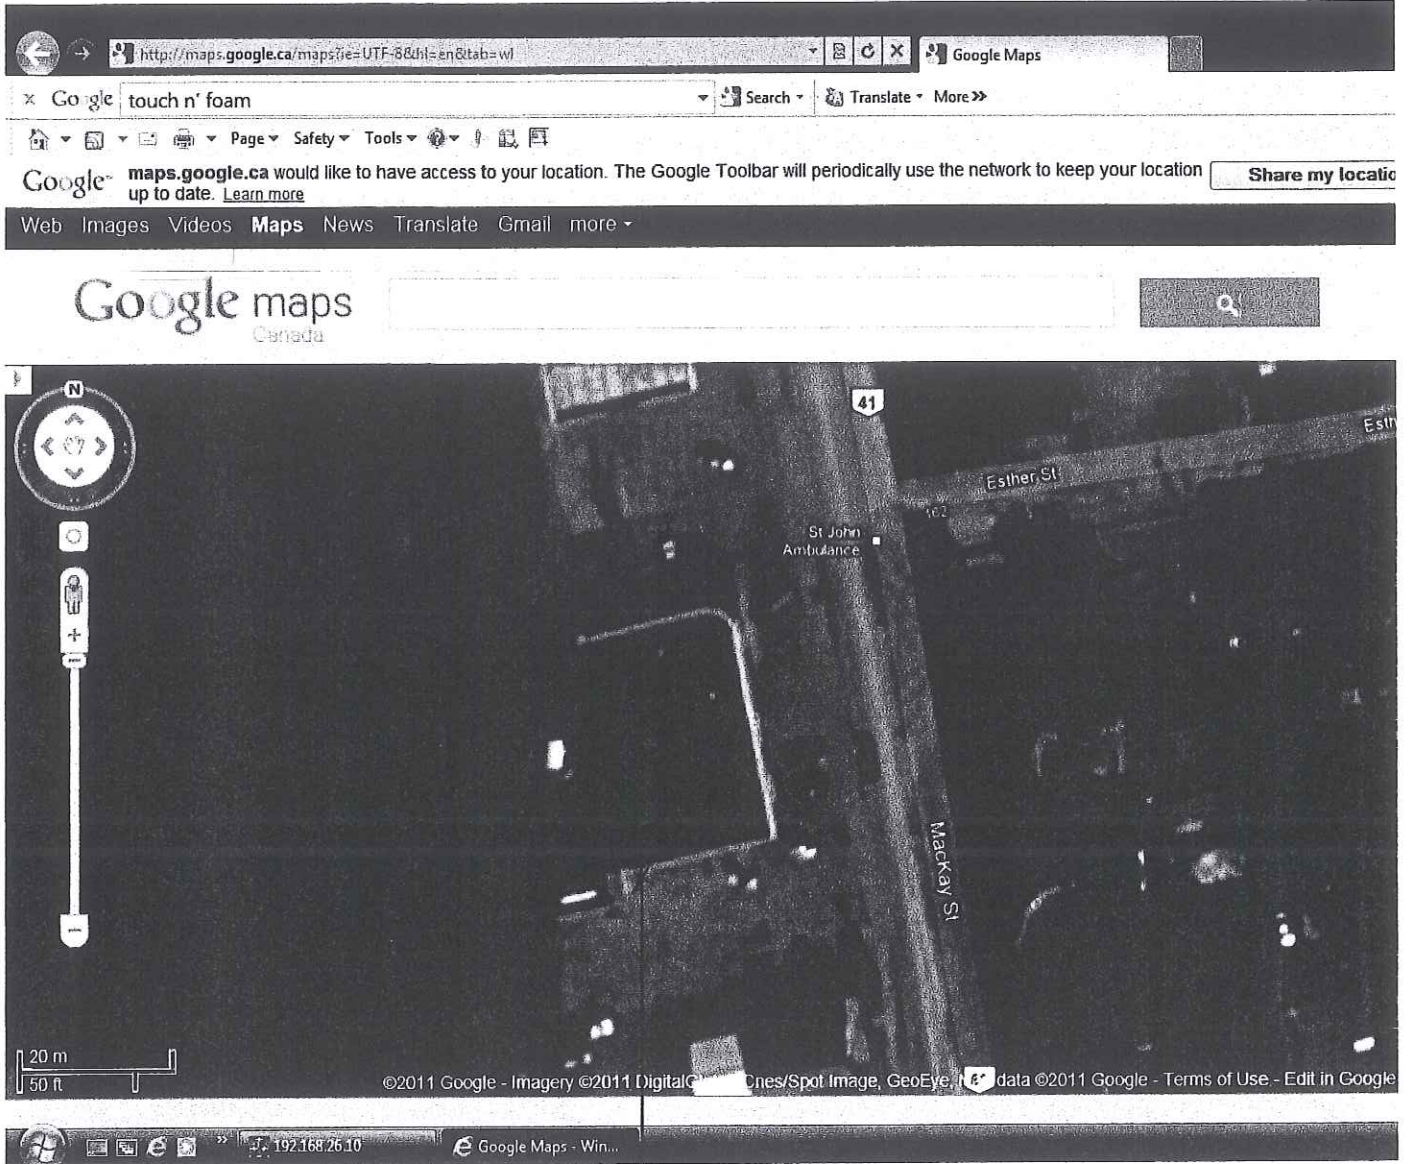 http://maps.google.ca/maps?ie=UTF-8&hl=en&tab=wl
Google Maps
Google touch n' foam Search Translate More »
Page Safety Tools
Google maps.google.ca would like to have access to your location. The Google Toolbar will periodically use the network to keep your location
up to date. Learn more
Share my locatio
Web Images Videos Maps News Translate Gmail more
Google maps
Canada
N
41
Esth
Esther St
162
St John
Ambulance
MacKay St
20 m
50 ft
©2011 Google - Imagery ©2011 DigitalG Cnes/Spot Image, GeoEye, data ©2011 Google - Terms of Use - Edit in Google
192.168.26.10
Google Maps - Win...